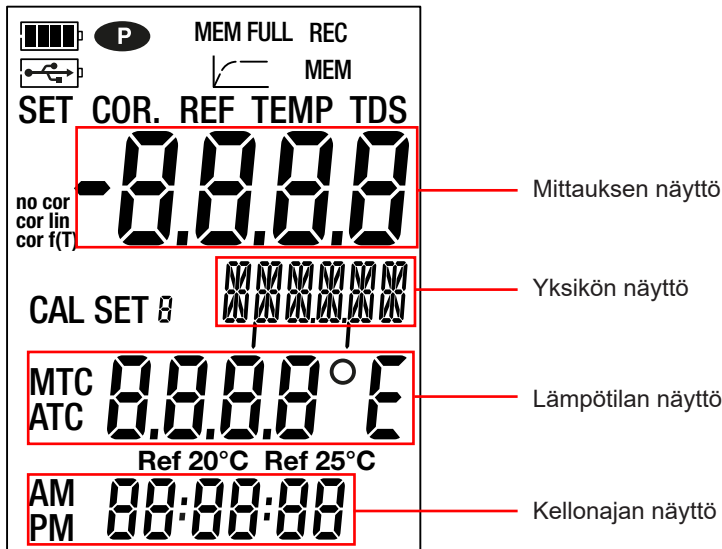 P MEM FULL REC
MEM
SET COR. REF TEMP TDS
-8.8.8.8
no cor
cor lin
cor f(T)
Mittauksen näyttö
CAL SET 8
Yksikön näyttö
MTC
ATC
8.8.8.8°E
Lämpötilan näyttö
Ref 20°C Ref 25°C
AM
PM
88:88:88
Kellonajan näyttö